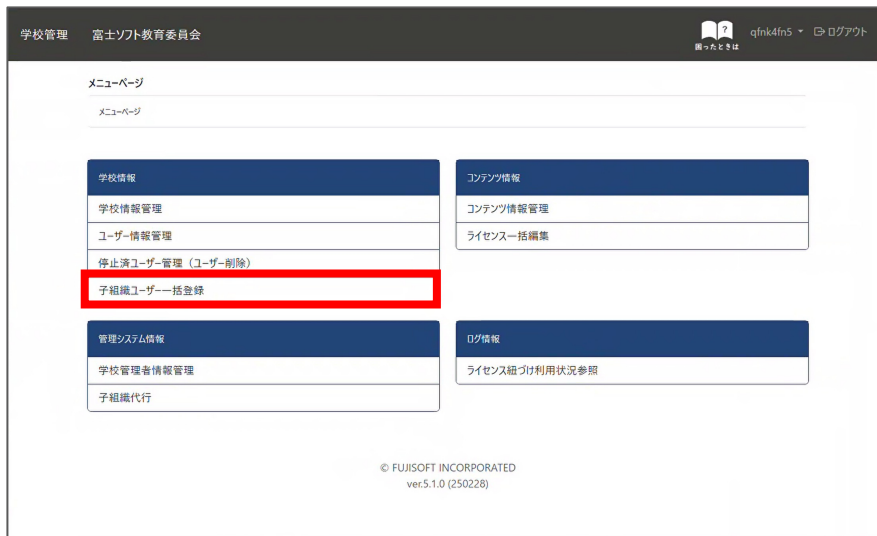 学校管理 富士ソフト教育委員会 ? 困ったときは qfnk4fn5 ログアウト
メニューページ
メニューページ
学校情報
学校情報管理
ユーザー情報管理
停止済ユーザー管理（ユーザー削除）
子組織ユーザー一括登録
コンテンツ情報
コンテンツ情報管理
ライセンス一括編集
管理システム情報
学校管理者情報管理
子組織代行
ログ情報
ライセンス紐づけ利用状況参照
© FUJISOFT INCORPORATED
ver.5.1.0 (250228)